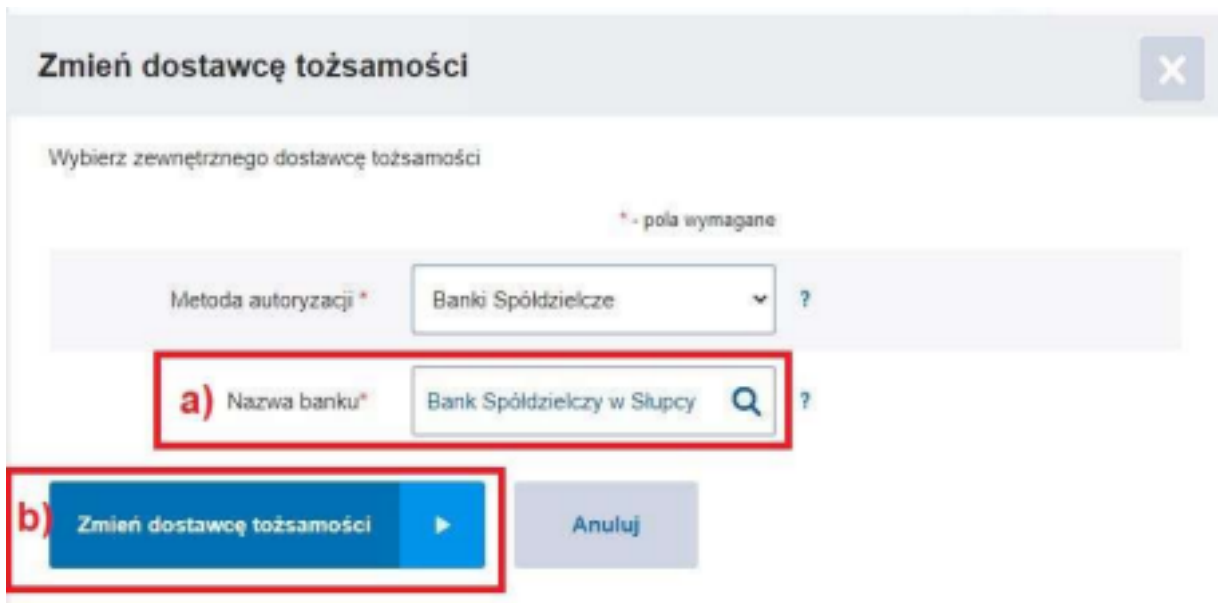 Zmień dostawcę tożsamości
Wybierz zewnętrznego dostawcę tożsamości
* - pola wymagane
Metoda autoryzacji * Banki Spółdzielcze ?
a) Nazwa banku* Bank Spółdzielczy w Słupcy ?
b) Zmień dostawcę tożsamości Anuluj